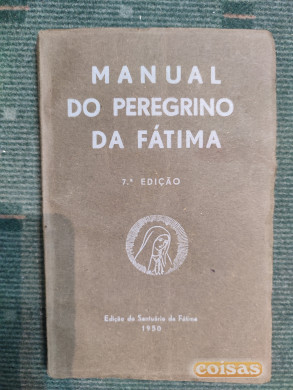 MANUAL
DO PEREGRINO
DA FÁTIMA
7.ª EDIÇÃO
Edição do Santuário da Fátima
1950
coisas